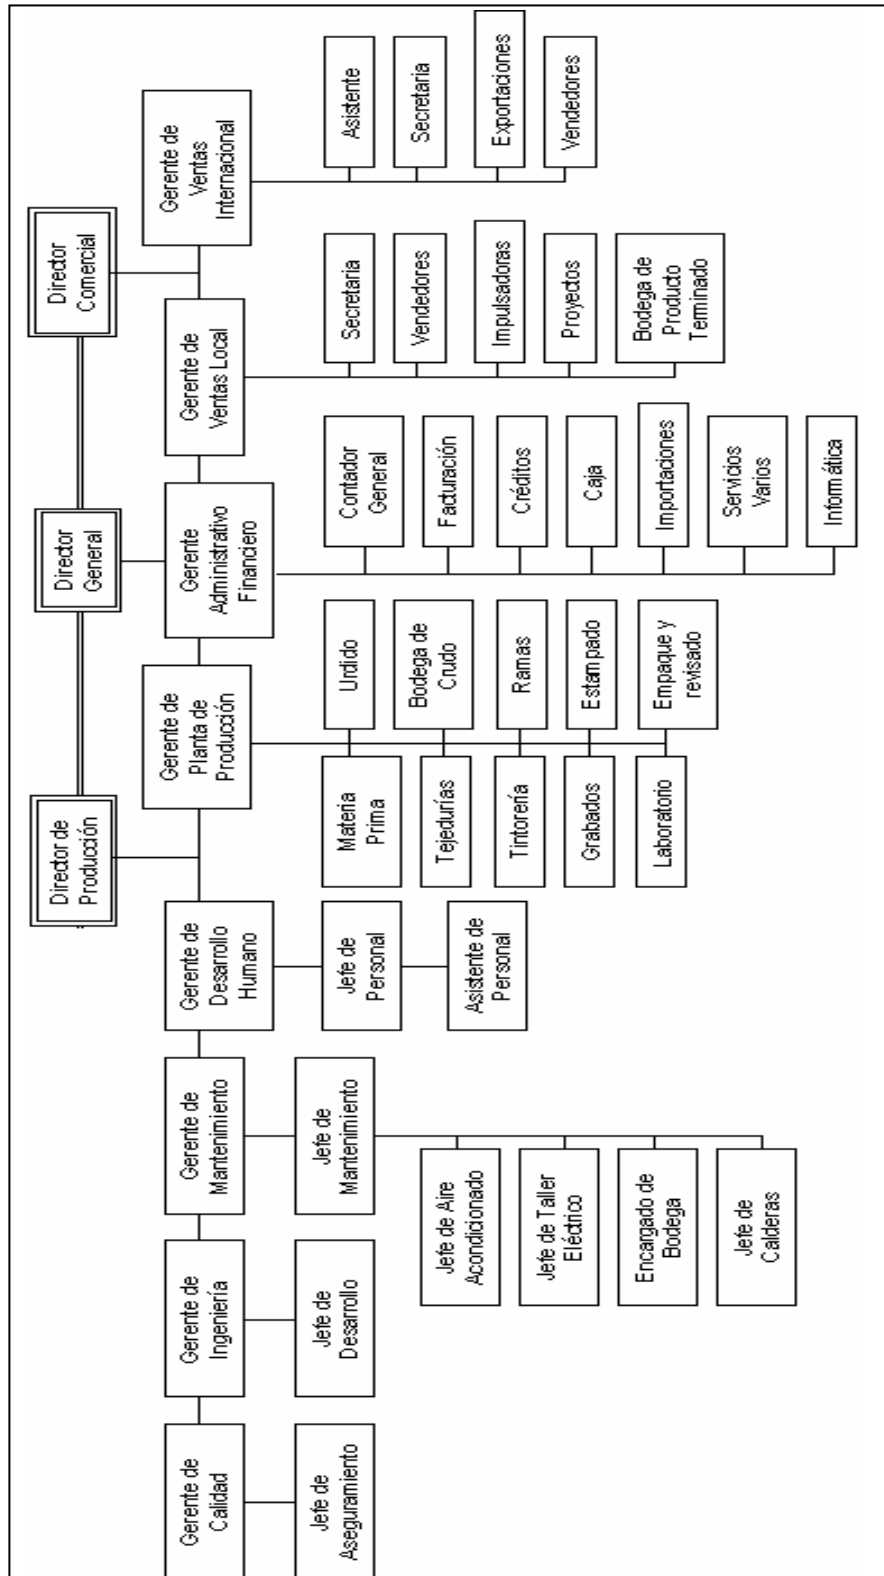 Director de
Producción
Director
General
Director
Comercial
Gerente de
Calidad
Gerente de
Ingeniería
Gerente de
Mantenimiento
Gerente de
Desarrollo
Humano
Gerente de
Planta de
Producción
Gerente
Administrativo
Financiero
Gerente de
Ventas Local
Gerente de
Ventas
Internacional
Jefe de
Aseguramiento
Jefe de
Desarrollo
Jefe de
Mantenimiento
Jefe de Aire
Acondicionado
Jefe de Taller
Eléctrico
Encargado de
Bodega
Jefe de
Calderas
Jefe de
Personal
Asistente de
Personal
Materia
Prima
Urdido
Tejedurías
Bodega de
Crudo
Tintorería
Ramas
Grabados
Estampado
Laboratorio
Empaque y
revisado
Contador
General
Facturación
Créditos
Caja
Importaciones
Servicios
Varios
Informática
Secretaria
Vendedores
Impulsadoras
Proyectos
Bodega de
Producto
Terminado
Asistente
Secretaria
Exportaciones
Vendedores